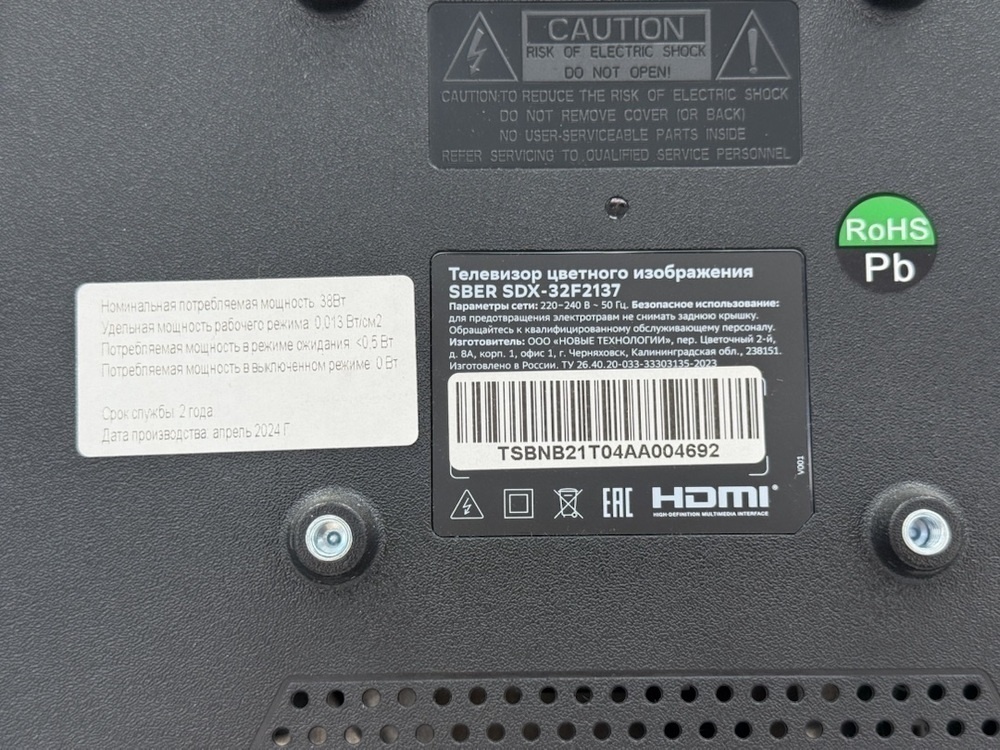 CAUTION
RISK OF ELECTRIC SHOCK
DO NOT OPEN!
CAUTION:TO REDUCE THE RISK OF ELECTRIC SHOCK
DO NOT REMOVE COVER (OR BACK)
NO USER-SERVICEABLE PARTS INSIDE
REFER SERVICING TO QUALIFIED SERVICE PERSONNEL
RoHS
Pb
Номинальная потребляемая мощность: 38Вт
Удельная мощность рабочего режима: 0,013 Вт/см2
Потребляемая мощность в режиме ожидания: <0,5 Вт
Потребляемая мощность в выключенном режиме: 0 Вт
Срок службы: 2 года
Дата производства: апрель 2024 Г.
Телевизор цветного изображения
SBER SDX-32F2137
Параметры сети: 220–240 В ~ 50 Гц. Безопасное использование:
для предотвращения электротравм не снимать заднюю крышку.
Обращайтесь к квалифицированному обслуживающему персоналу.
Изготовитель: ООО «НОВЫЕ ТЕХНОЛОГИИ», пер. Цветочный 2-й,
д. 8А, корп. 1, офис 1, г. Черняховск, Калининградская обл., 238151.
Изготовлено в России. ТУ 26.40.20-033-33303135-2023
TSBNB21T04AA004692
V001
EAC
HDMI
HIGH-DEFINITION MULTIMEDIA INTERFACE